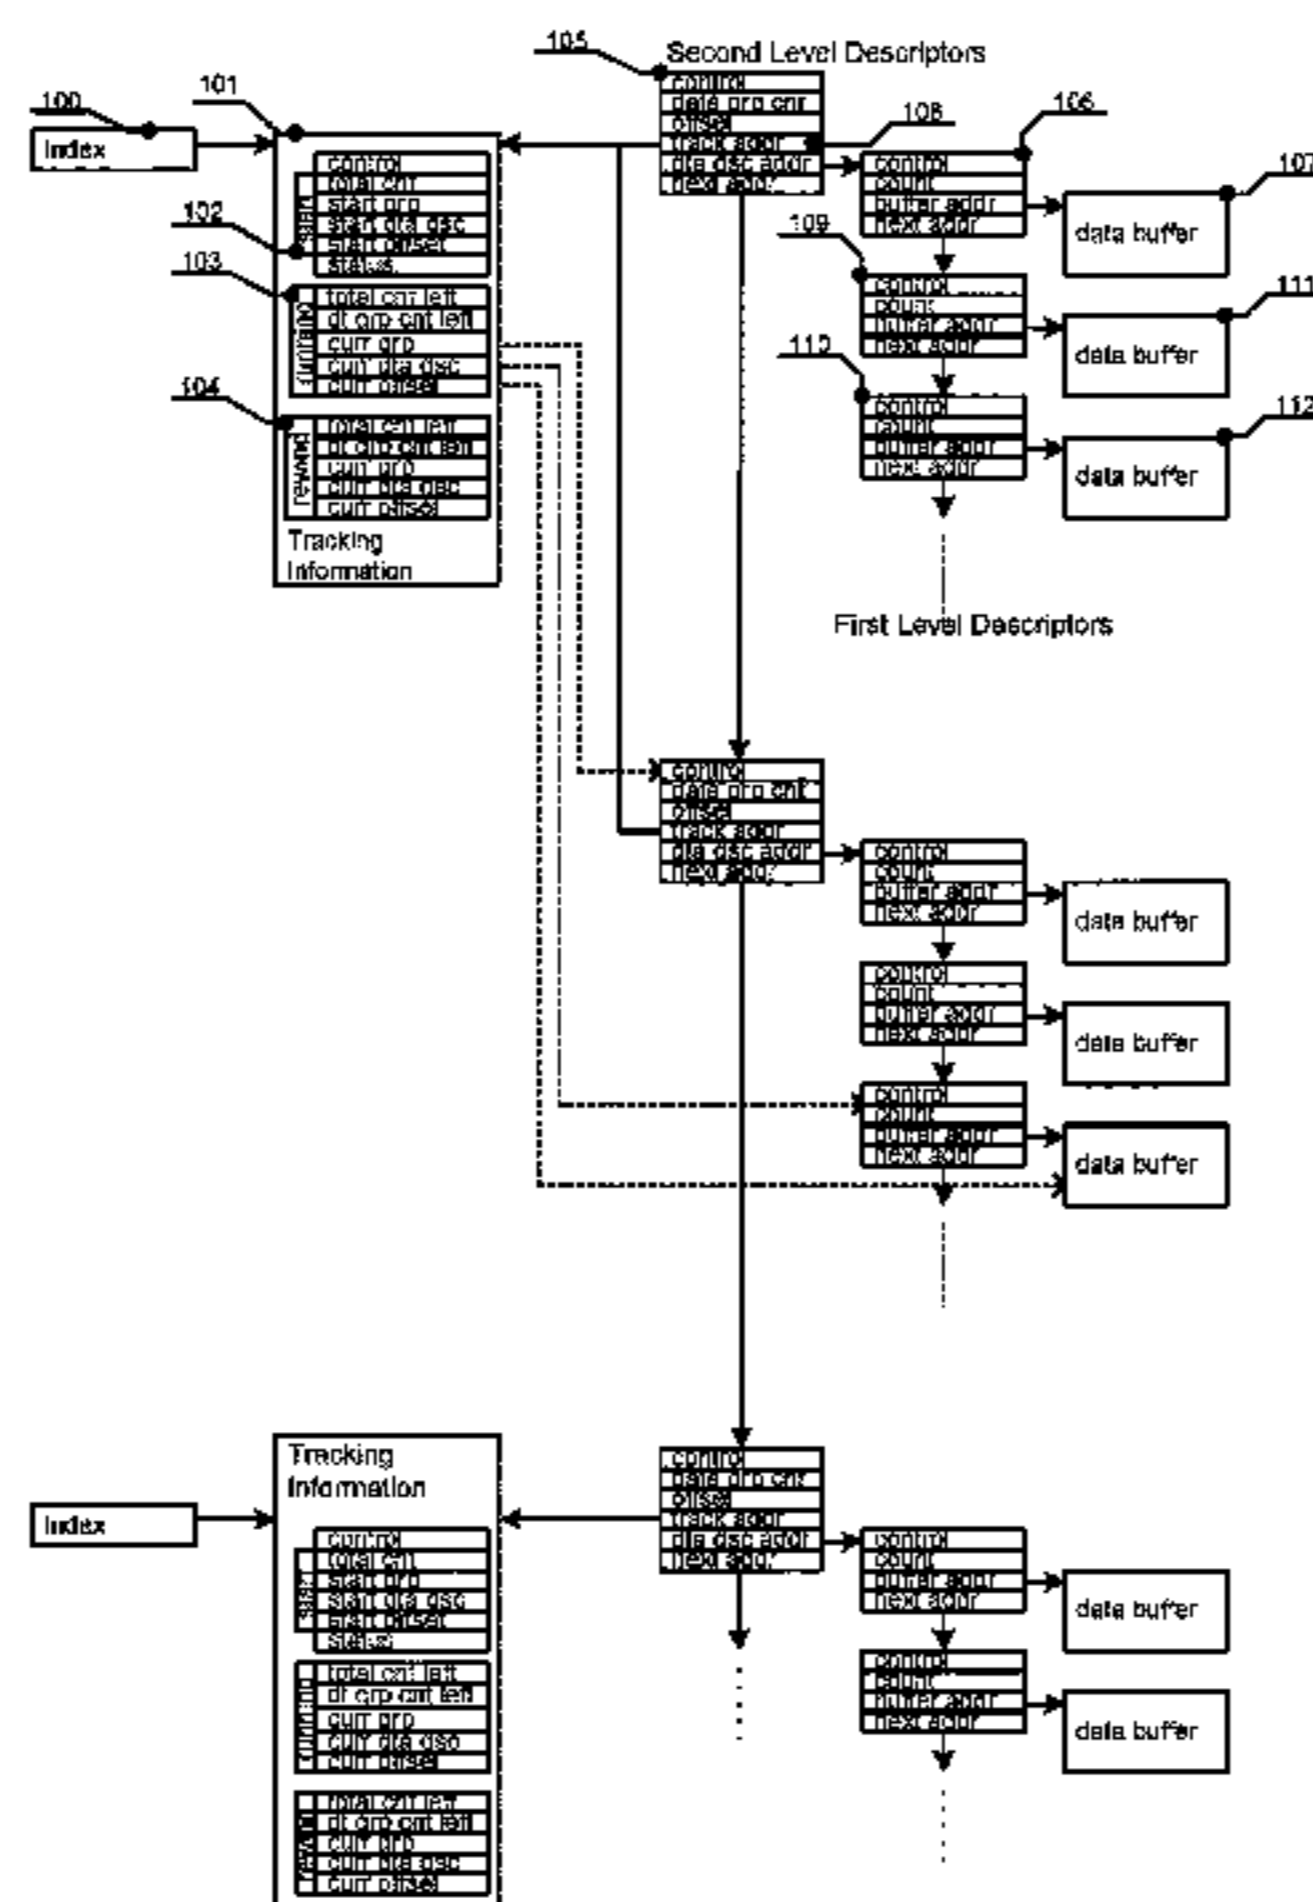 105
Second Level Descriptors
101
control
100
data grp cnt
108
106
offset
Index
track addr
dta dsc addr
next addr
control
count
buffer addr
next addr
107
data buffer
control
total cnt
start grp
start dta dsc
start offset
status
start
102
103
109
control
count
buffer addr
next addr
111
data buffer
total cnt left
dt grp cnt left
curr grp
curr dta dsc
curr offset
running
110
104
control
count
buffer addr
next addr
112
data buffer
total cnt left
dt grp cnt left
curr grp
curr dta dsc
curr offset
rewind
Tracking
Information
First Level Descriptors
control
data grp cnt
offset
track addr
dta dsc addr
next addr
control
count
buffer addr
next addr
data buffer
control
count
buffer addr
next addr
data buffer
control
count
buffer addr
next addr
data buffer
Tracking
Information
control
data grp cnt
offset
track addr
dta dsc addr
next addr
Index
control
total cnt
start grp
start dta dsc
start offset
status
start
control
count
buffer addr
next addr
data buffer
total cnt left
dt grp cnt left
curr grp
curr dta dsc
curr offset
running
control
count
buffer addr
next addr
data buffer
total cnt left
dt grp cnt left
curr grp
curr dta dsc
curr offset
rewind